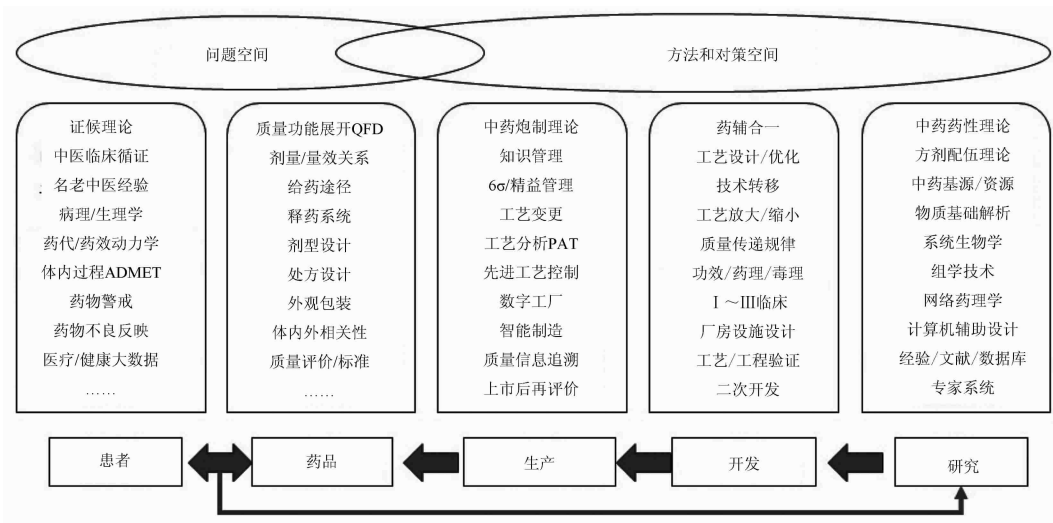 问题空间
方法和对策空间
证候理论
中医临床循证
名老中医经验
病理/生理学
药代/药效动力学
体内过程ADMET
药物警戒
药物不良反映
医疗/健康大数据
……
质量功能展开QFD
剂量/量效关系
给药途径
释药系统
剂型设计
处方设计
外观包装
体内外相关性
质量评价/标准
……
中药炮制理论
知识管理
6σ/精益管理
工艺变更
工艺分析PAT
先进工艺控制
数字工厂
智能制造
质量信息追溯
上市后再评价
药辅合一
工艺设计/优化
技术转移
工艺放大/缩小
质量传递规律
功效/药理/毒理
Ⅰ～Ⅲ临床
厂房设施设计
工艺/工程验证
二次开发
中药药性理论
方剂配伍理论
中药基源/资源
物质基础解析
系统生物学
组学技术
网络药理学
计算机辅助设计
经验/文献/数据库
专家系统
患者
药品
生产
开发
研究